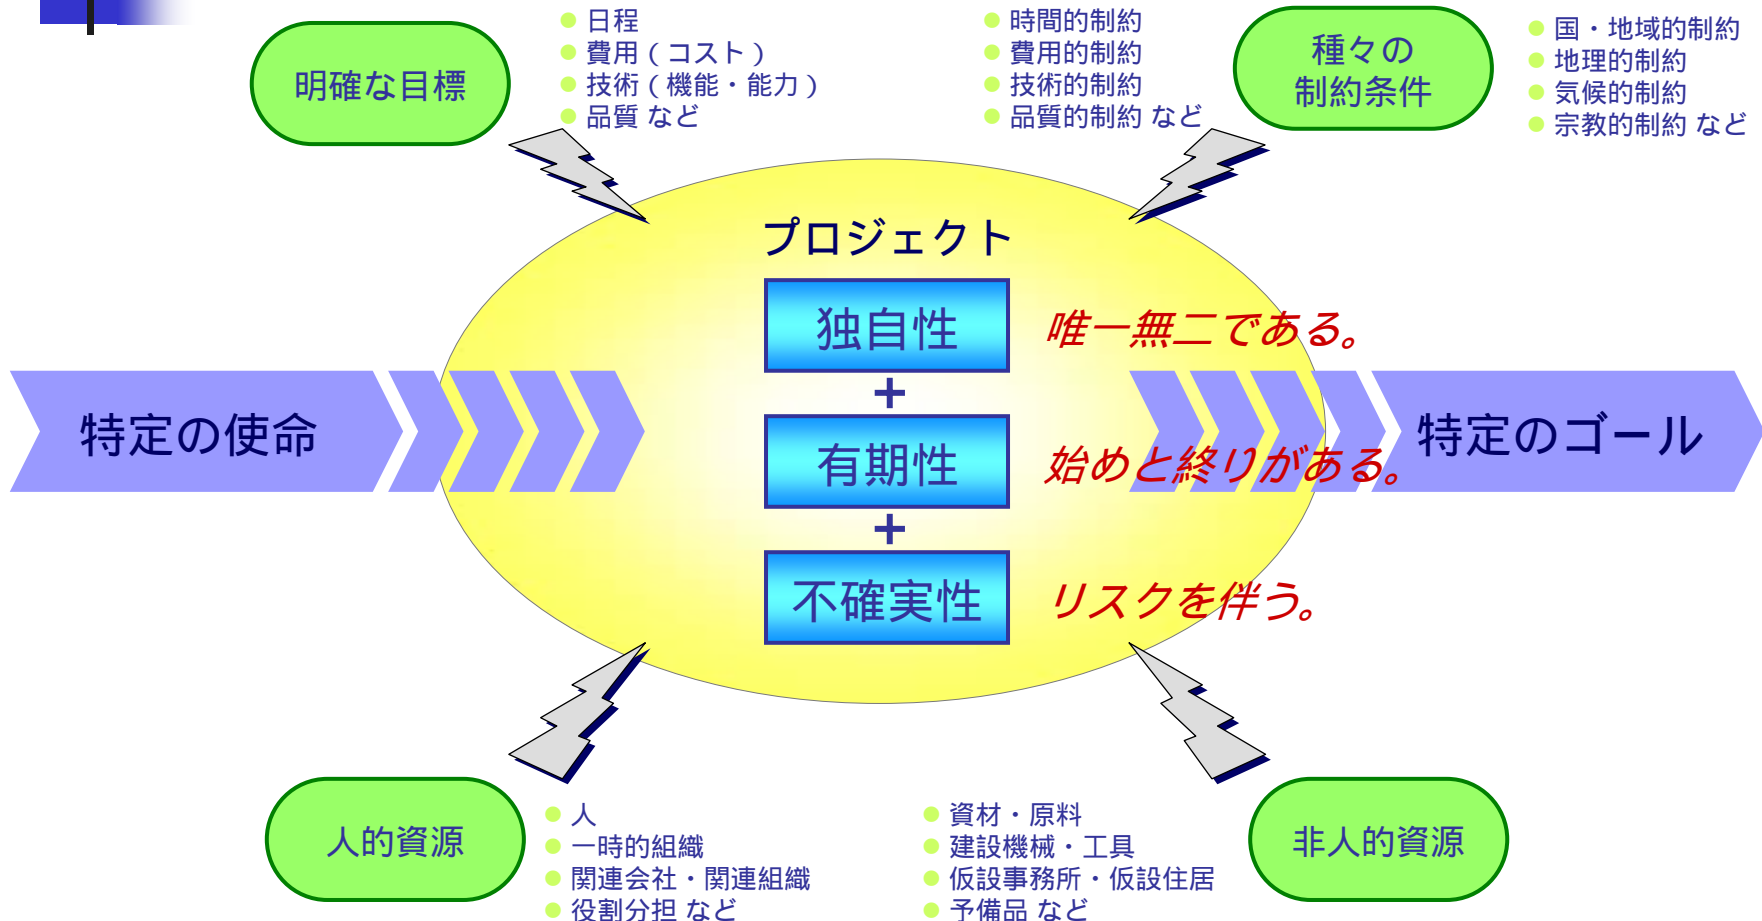 明確な目標
● 日程
● 費用（コスト）
● 技術（機能・能力）
● 品質 など
● 時間的制約
● 費用的制約
● 技術的制約
● 品質的制約 など
種々の
制約条件
● 国・地域的制約
● 地理的制約
● 気候的制約
● 宗教的制約 など
プロジェクト
独自性
唯一無二である。
+
特定の使命
有期性
始めと終りがある。
特定のゴール
+
不確実性
リスクを伴う。
人的資源
● 人
● 一時的組織
● 関連会社・関連組織
● 役割分担 など
● 資材・原料
● 建設機械・工具
● 仮設事務所・仮設住居
● 予備品 など
非人的資源